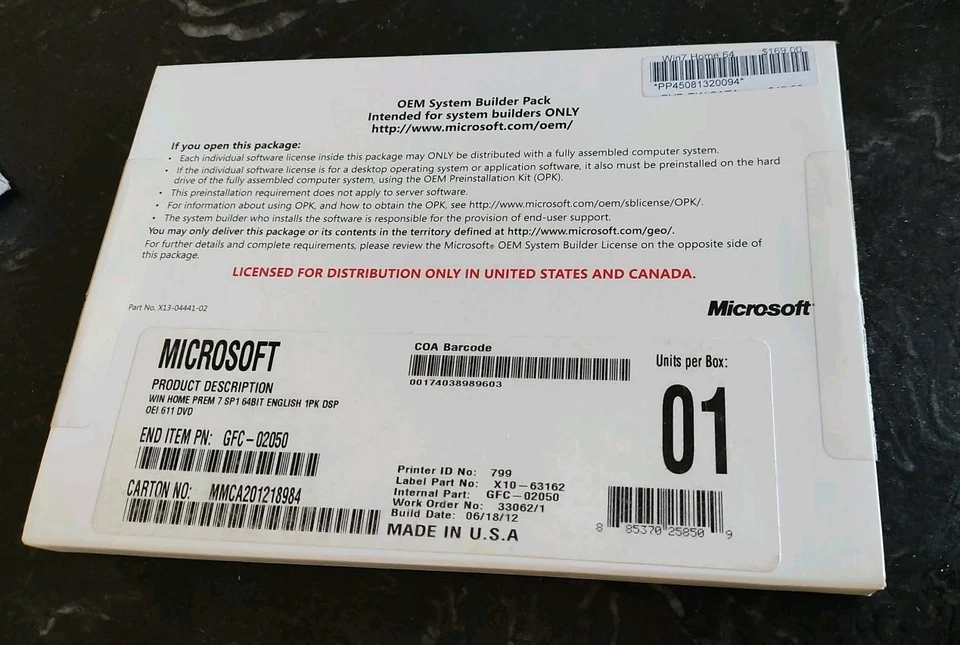 Win7 Home 64 $169.00
*PP45081320094*
OEM System Builder Pack
Intended for system builders ONLY
http://www.microsoft.com/oem/
If you open this package:
• Each individual software license inside this package may ONLY be distributed with a fully assembled computer system.
• If the individual software license is for a desktop operating system or application software, it also must be preinstalled on the hard
drive of the fully assembled computer system, using the OEM Preinstallation Kit (OPK).
• This preinstallation requirement does not apply to server software.
• For information about using OPK, and how to obtain the OPK, see http://www.microsoft.com/oem/sblicense/OPK/.
• The system builder who installs the software is responsible for the provision of end-user support.
You may only deliver this package or its contents in the territory defined at http://www.microsoft.com/geo/.
For further details and complete requirements, please review the Microsoft® OEM System Builder License on the opposite side of
this package.
LICENSED FOR DISTRIBUTION ONLY IN UNITED STATES AND CANADA.
Part No. X13-04441-02
Microsoft
MICROSOFT
PRODUCT DESCRIPTION
WIN HOME PREM 7 SP1 64BIT ENGLISH 1PK DSP
OEI 611 DVD
END ITEM PN: GFC-02050
CARTON NO: MMCA201218984
COA Barcode
00174038989603
Printer ID No: 799
Label Part No: X10-63162
Internal Part: GFC-02050
Work Order No: 33062/1
Build Date: 06/18/12
MADE IN U.S.A
Units per Box:
01
8 85370 25850 9